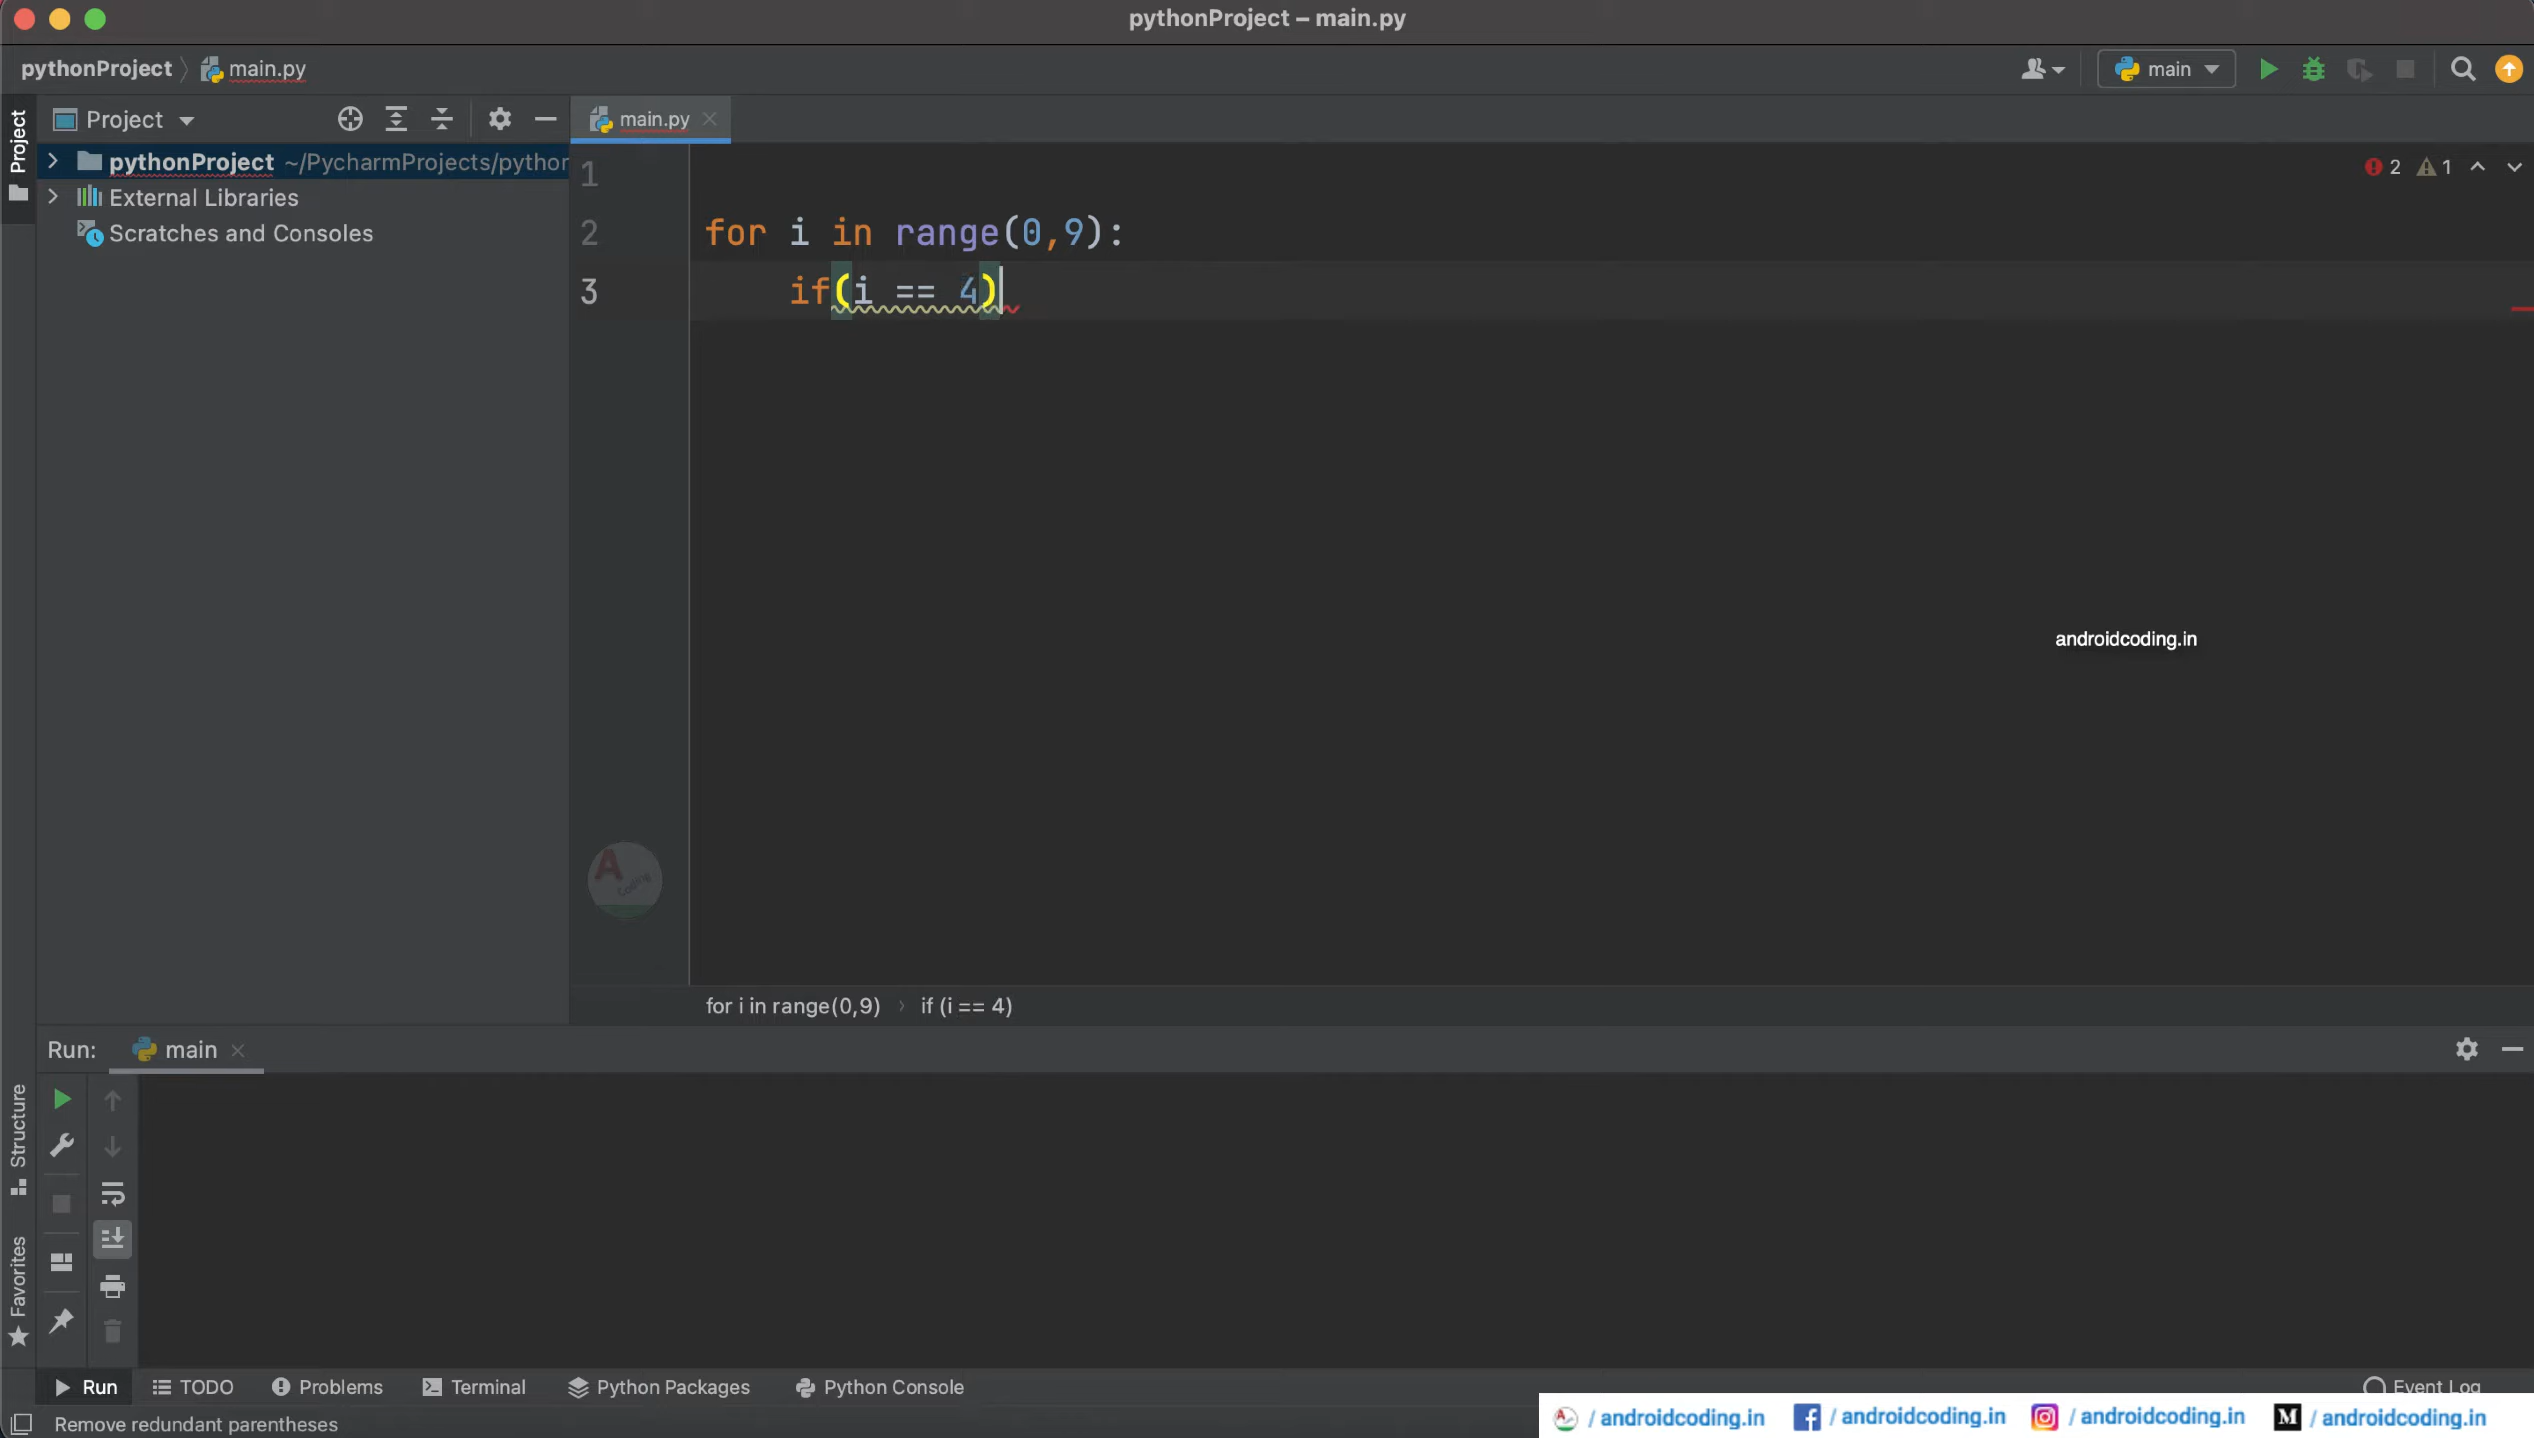 pythonProject – main.py
pythonProject main.py
main
Project
Project
main.py
pythonProject ~/PycharmProjects/python
External Libraries
Scratches and Consoles
1
2 1
2 for i in range(0,9):
3 if(i == 4)
androidcoding.in
A
Coding
for i in range(0,9) › if (i == 4)
Run: main
Structure
Favorites
Run TODO Problems Terminal Python Packages Python Console
Event Log
Remove redundant parentheses
/ androidcoding.in / androidcoding.in / androidcoding.in M / androidcoding.in